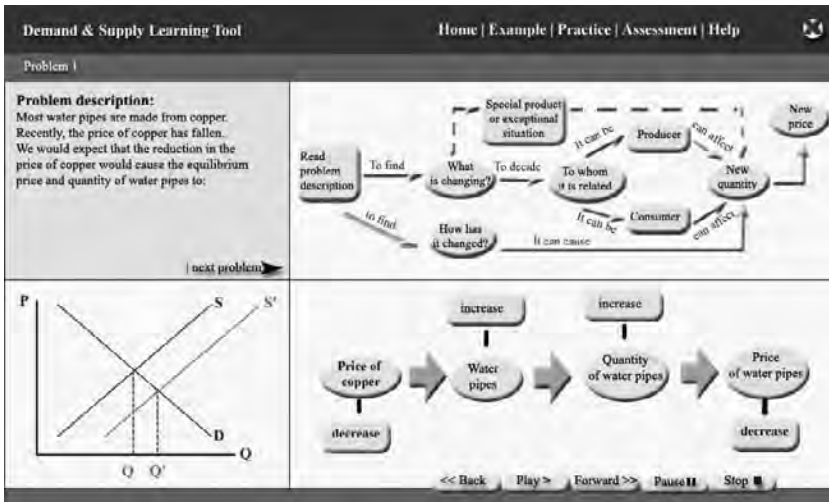 Demand & Supply Learning Tool
Home | Example | Practice | Assessment | Help
Problem 1
Problem description:
Most water pipes are made from copper.
Recently, the price of copper has fallen.
We would expect that the reduction in the
price of copper would cause the equilibrium
price and quantity of water pipes to:
| next problem
Read
problem
description
To find
to find
What
is changing?
How has
it changed?
Special product
or exceptional
situation
To decide
To whom
it is related
It can be
Producer
can affect
It can be
Consumer
can affect
It can cause
New
quantity
New
price
P
S
S'
D
Q
Q
Q'
increase
increase
Price of
copper
Water
pipes
Quantity
of water pipes
Price
of water pipes
decrease
decrease
<< Back
Play >
Forward >>
Pause
Stop